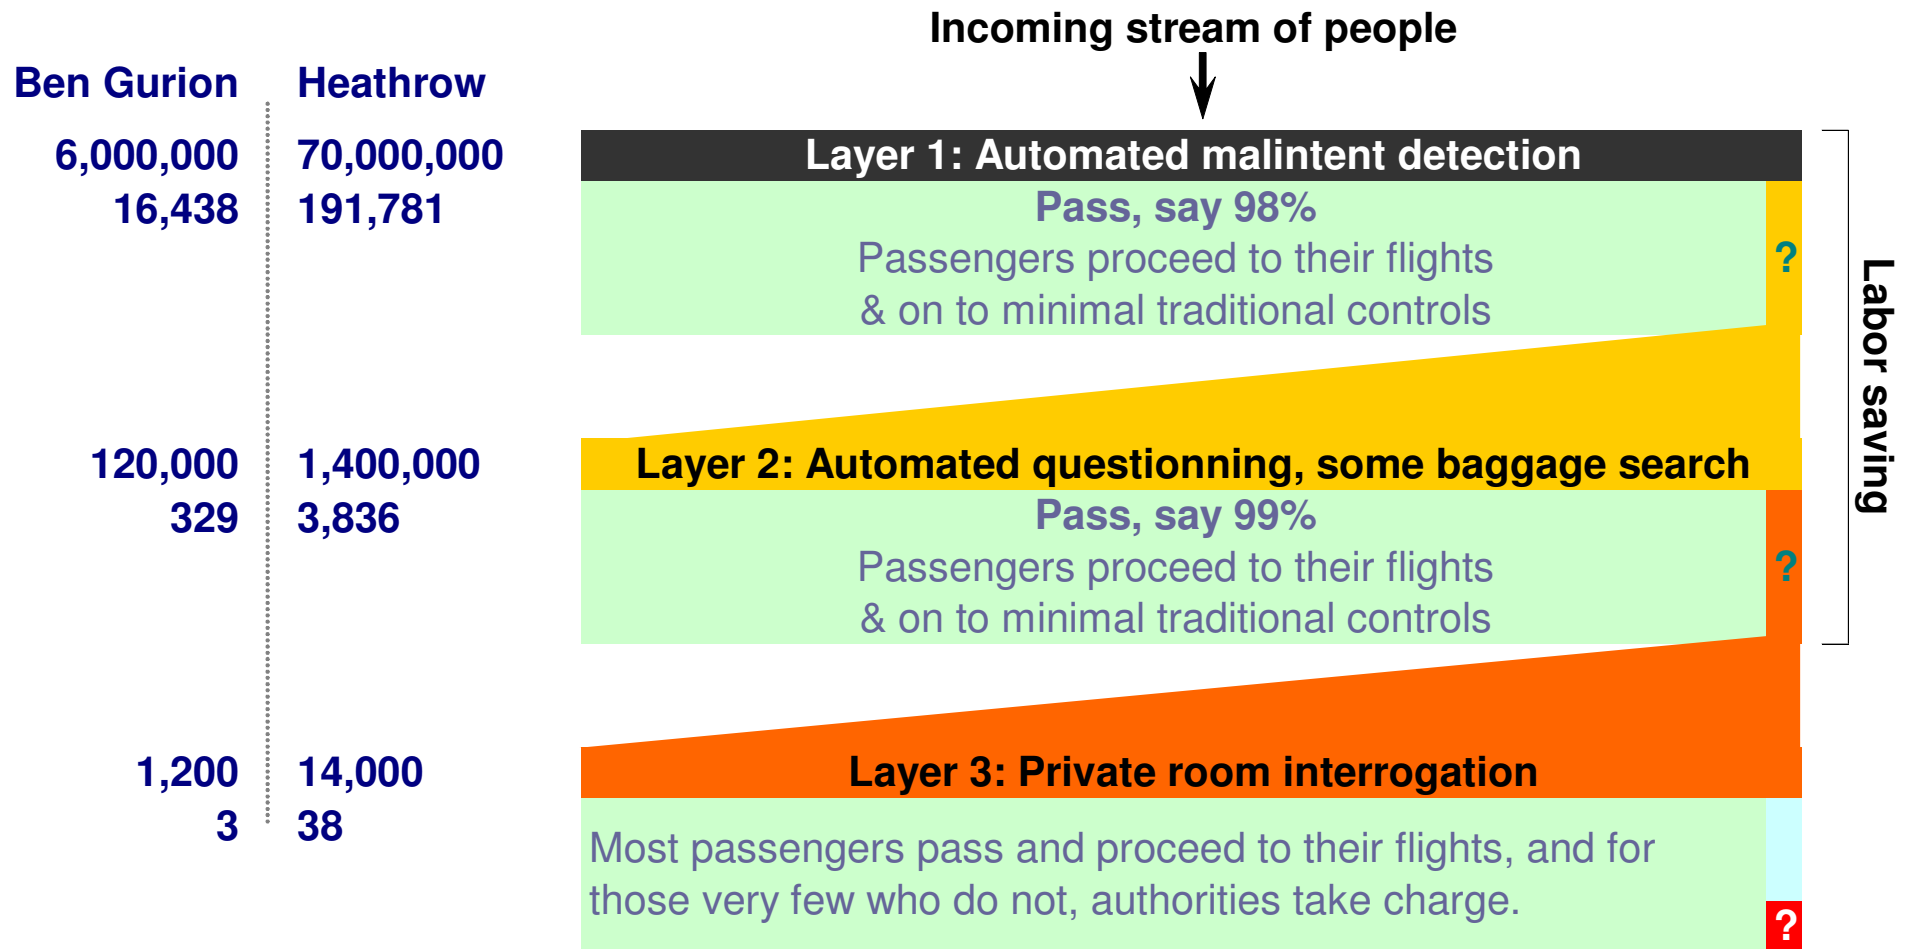 Incoming stream of people
Ben Gurion
Heathrow
6,000,000
70,000,000
Layer 1: Automated malintent detection
16,438
191,781
Pass, say 98%
Passengers proceed to their flights
& on to minimal traditional controls
?
Labor saving
120,000
1,400,000
Layer 2: Automated questionning, some baggage search
329
3,836
Pass, say 99%
Passengers proceed to their flights
& on to minimal traditional controls
?
1,200
14,000
Layer 3: Private room interrogation
3
38
Most passengers pass and proceed to their flights, and for
those very few who do not, authorities take charge.
?